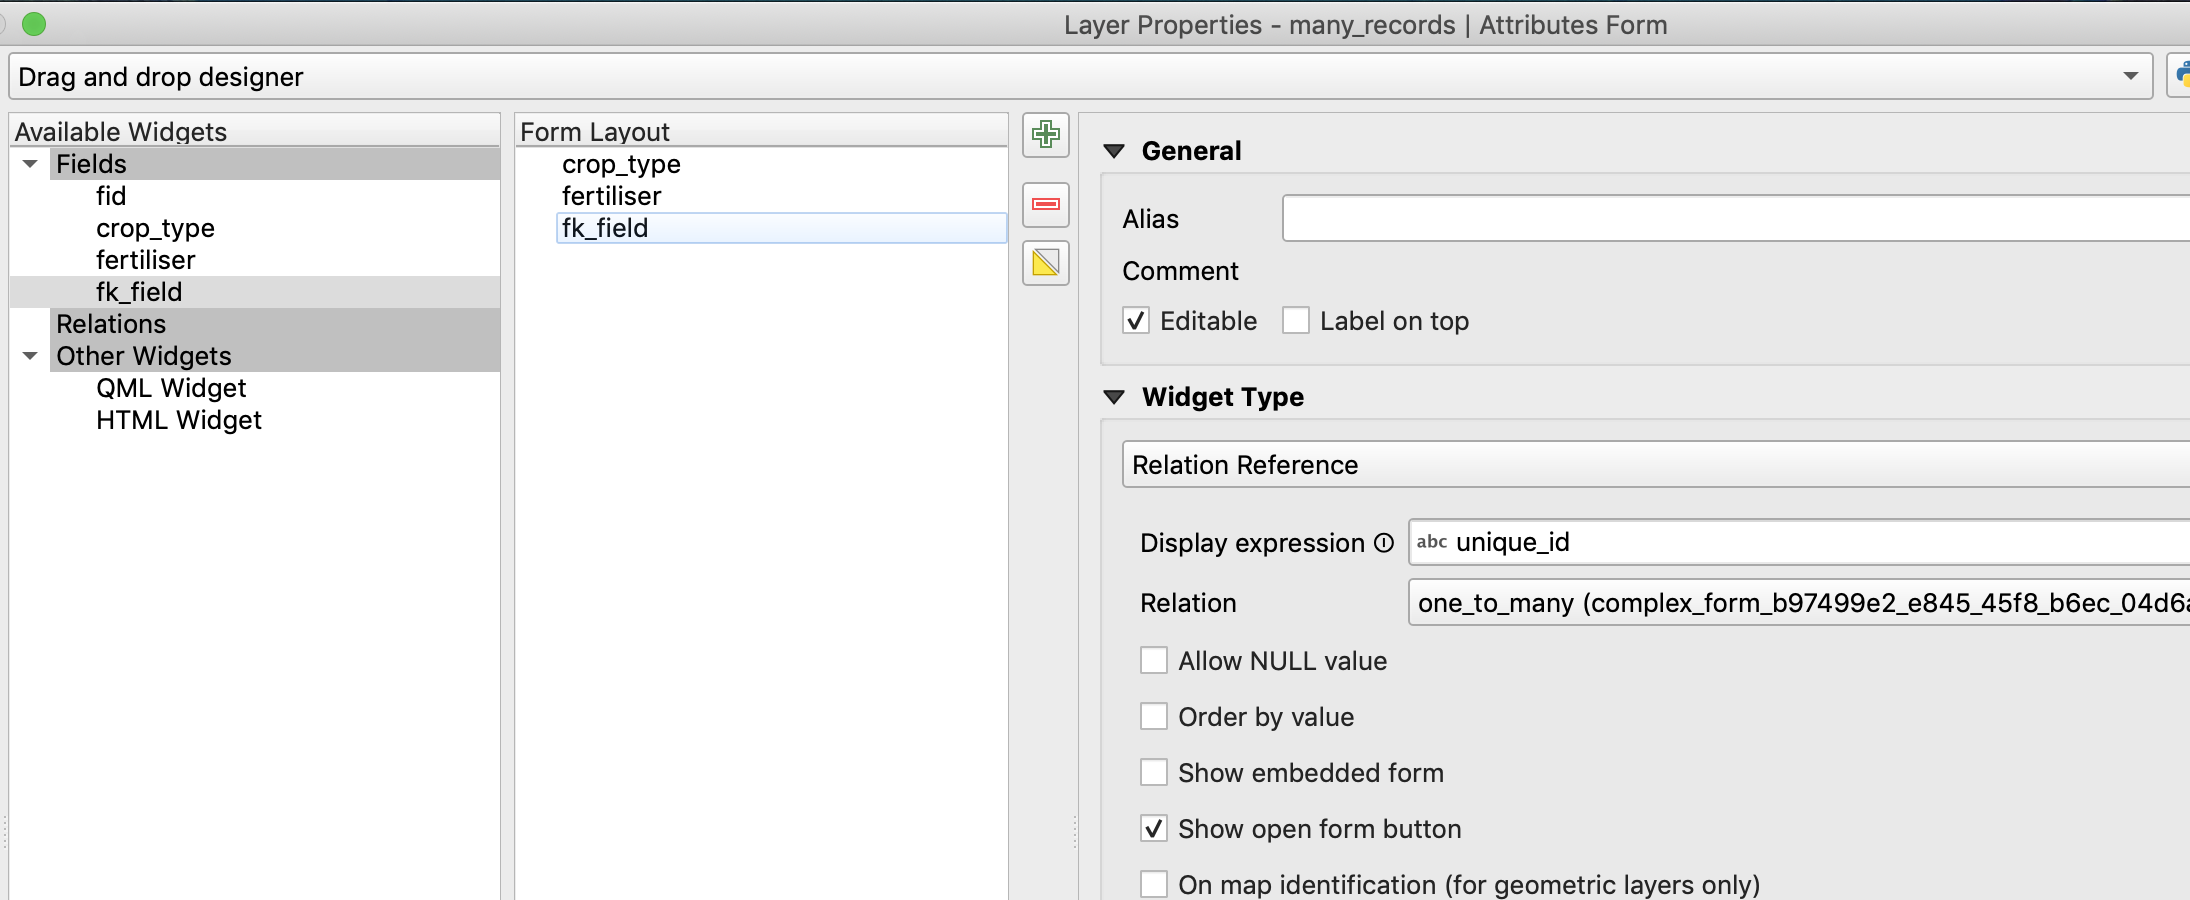 Layer Properties - many_records | Attributes Form
Drag and drop designer
Available Widgets
Fields
fid
crop_type
fertiliser
fk_field
Relations
Other Widgets
QML Widget
HTML Widget
Form Layout
crop_type
fertiliser
fk_field
General
Alias
Comment
Editable
Label on top
Widget Type
Relation Reference
Display expression
abc unique_id
Relation
one_to_many (complex_form_b97499e2_e845_45f8_b6ec_04d6a
Allow NULL value
Order by value
Show embedded form
Show open form button
On map identification (for geometric layers only)